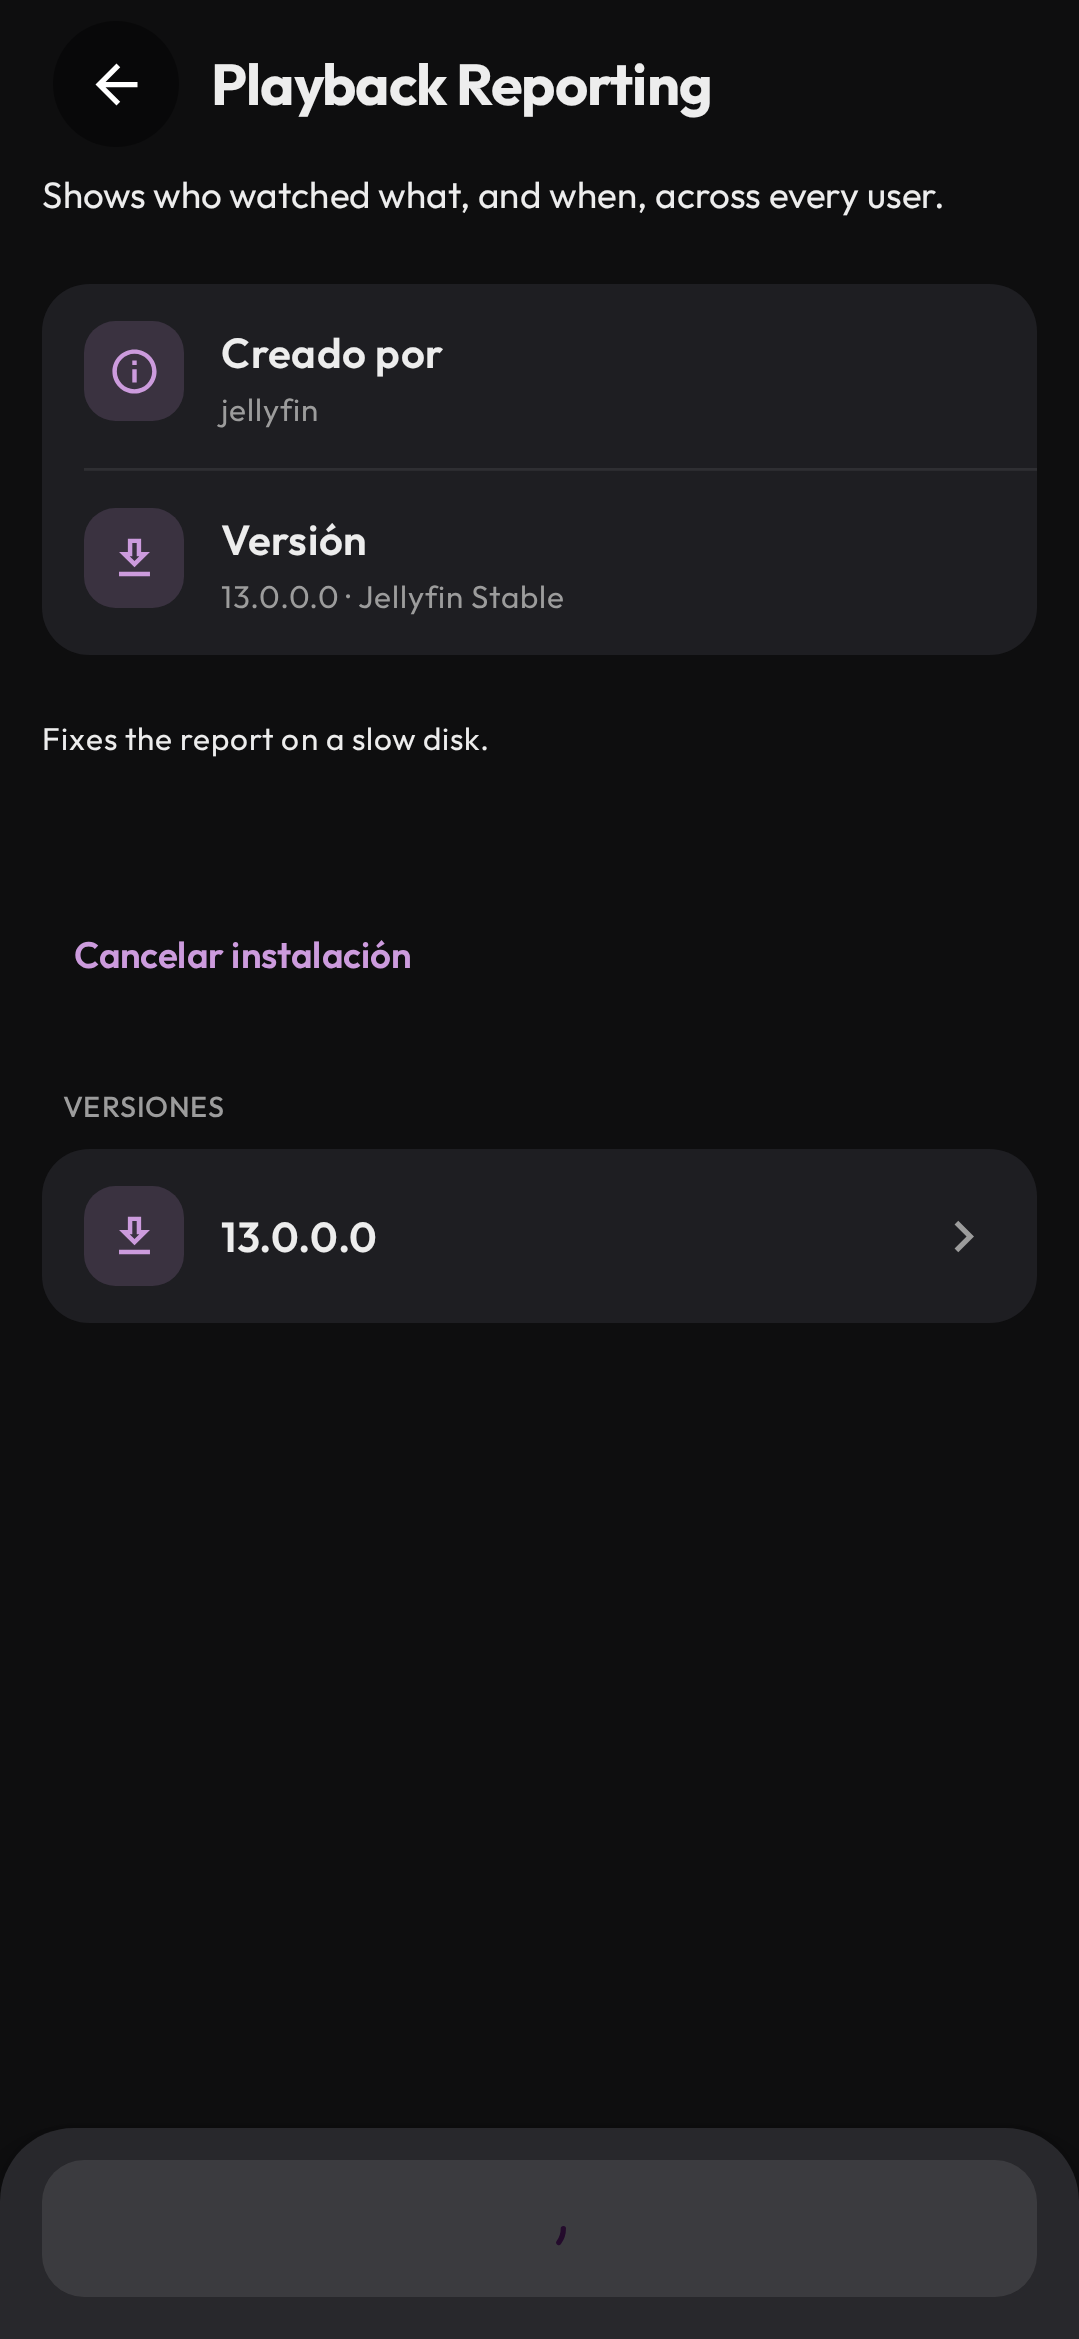 Playback Reporting
Shows who watched what, and when, across every user.
Creado por
jellyfin
Versión
13.0.0.0 · Jellyfin Stable
Fixes the report on a slow disk.
Cancelar instalación
VERSIONES
13.0.0.0